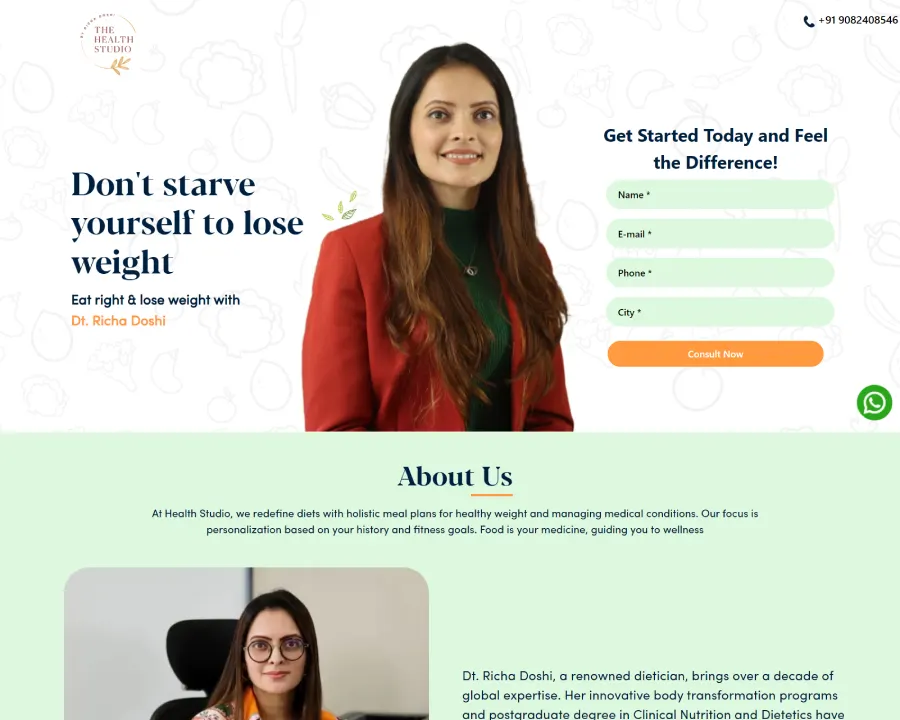 BY RICHA DOSHI
THE
HEALTH
STUDIO
+91 9082408546
Don't starve
yourself to lose
weight
Eat right & lose weight with
Dt. Richa Doshi
Get Started Today and Feel
the Difference!
Name *
E-mail *
Phone *
City *
Consult Now
About Us
At Health Studio, we redefine diets with holistic meal plans for healthy weight and managing medical conditions. Our focus is
personalization based on your history and fitness goals. Food is your medicine, guiding you to wellness
Dt. Richa Doshi, a renowned dietician, brings over a decade of
global expertise. Her innovative body transformation programs
and postgraduate degree in Clinical Nutrition and Dietetics have